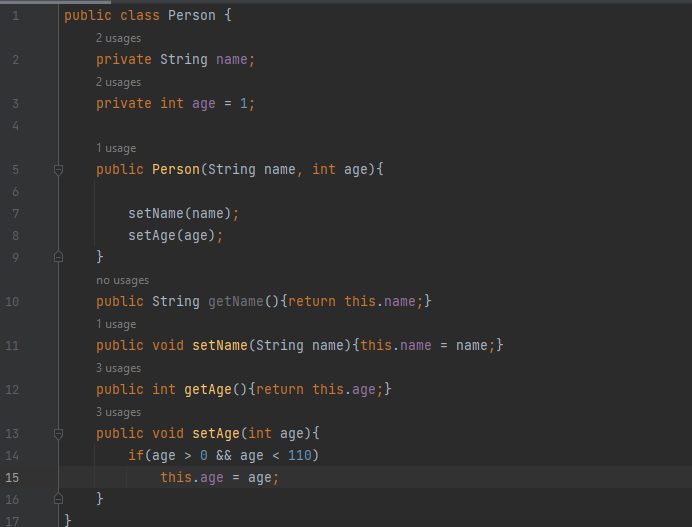 1 public class Person {
2 usages
2 private String name;
2 usages
3 private int age = 1;
4
1 usage
5 public Person(String name, int age){
6
7 setName(name);
8 setAge(age);
9 }
no usages
10 public String getName(){return this.name;}
1 usage
11 public void setName(String name){this.name = name;}
3 usages
12 public int getAge(){return this.age;}
3 usages
13 public void setAge(int age){
14 if(age > 0 && age < 110)
15 this.age = age;
16 }
17 }